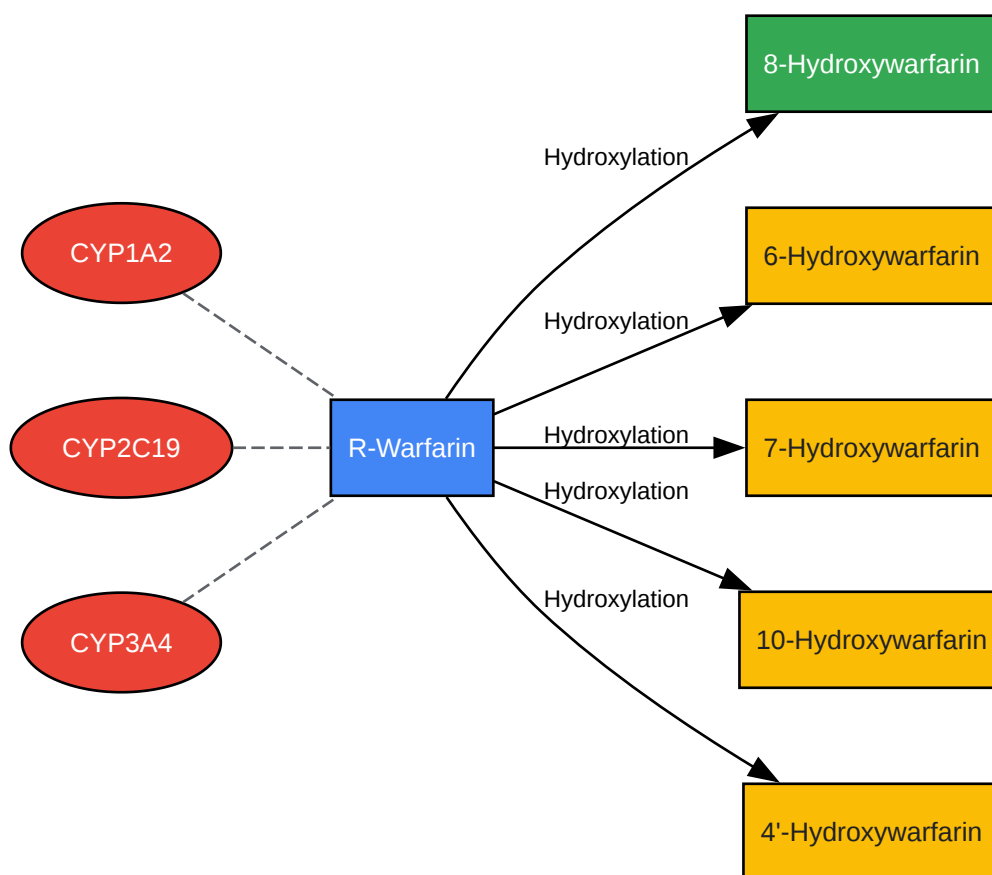 8-Hydroxywarfarin
Hydroxylation
CYP1A2
6-Hydroxywarfarin
Hydroxylation
CYP2C19
R-Warfarin
Hydroxylation
7-Hydroxywarfarin
Hydroxylation
Hydroxylation
CYP3A4
10-Hydroxywarfarin
4'-Hydroxywarfarin